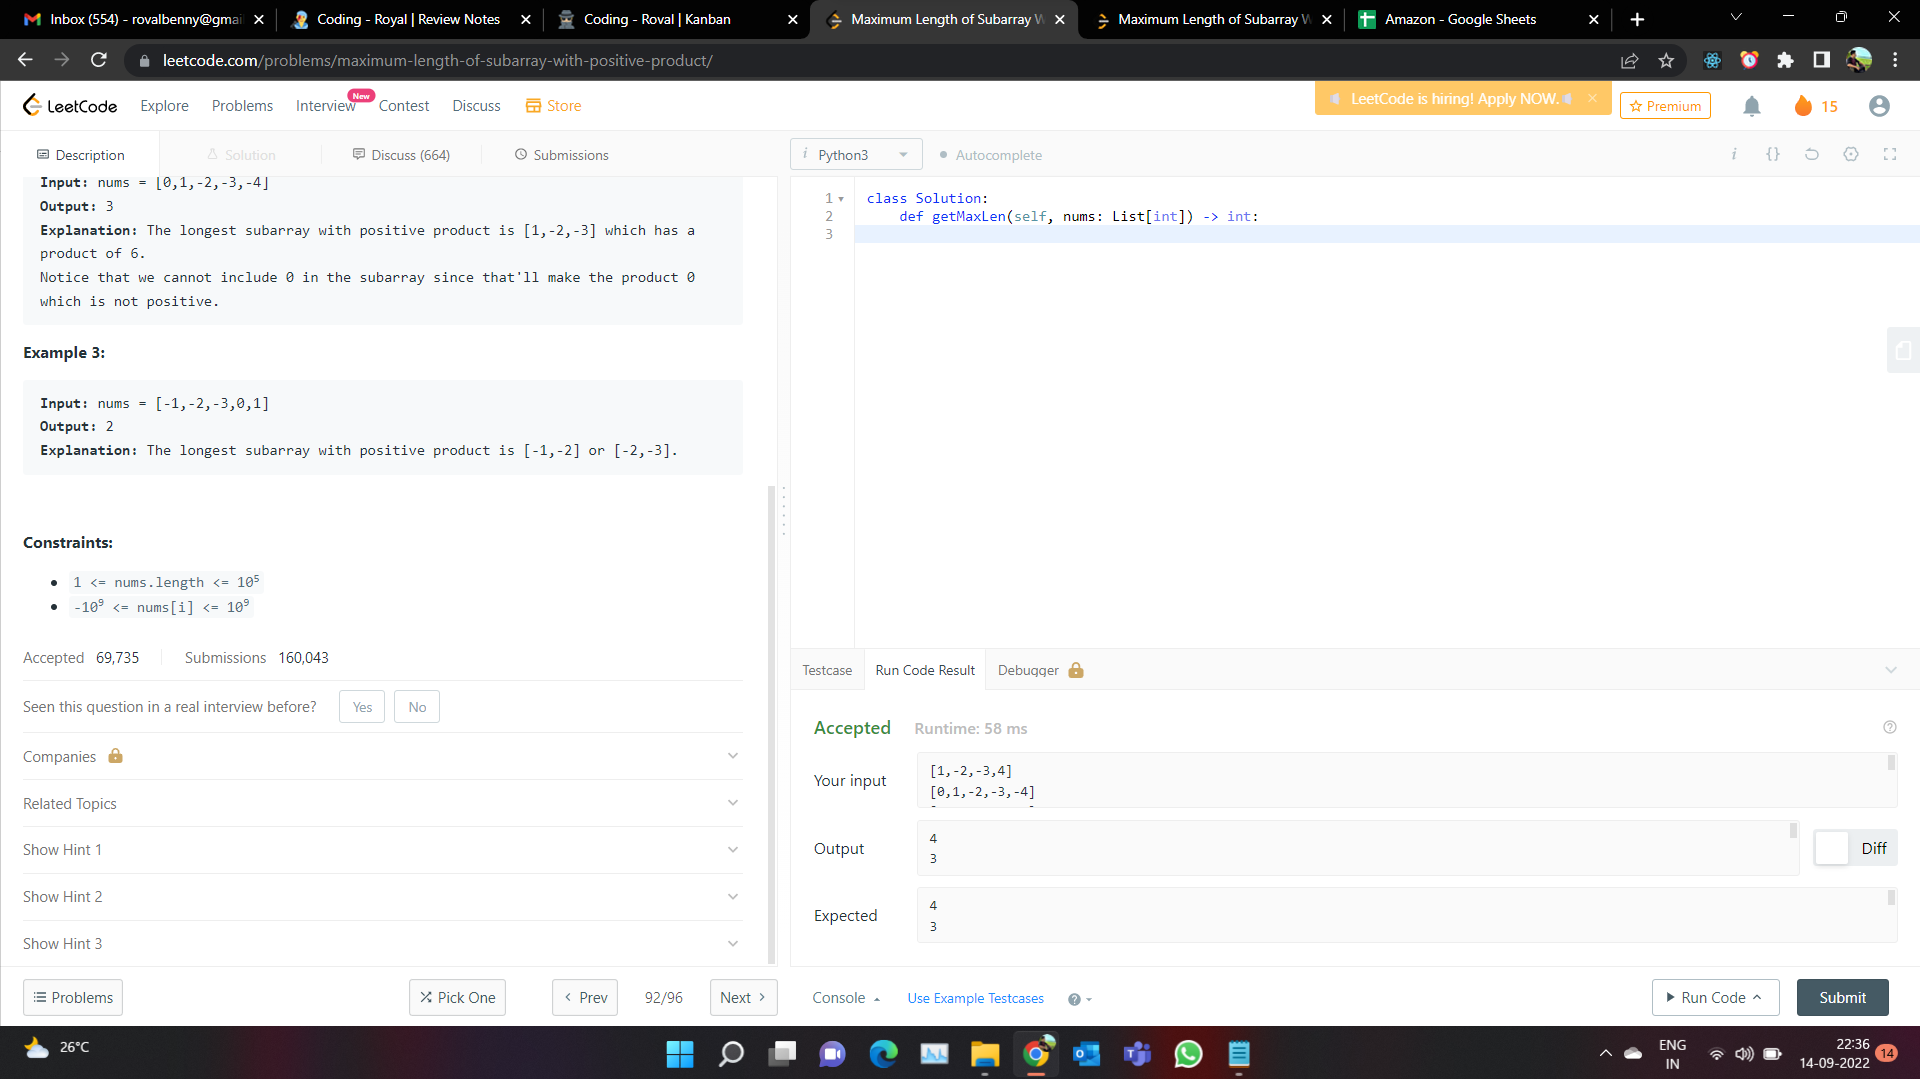 Inbox (554) - rovalbenny@gmai
Coding - Royal | Review Notes
Coding - Roval | Kanban
Maximum Length of Subarray W
Maximum Length of Subarray W
Amazon - Google Sheets
leetcode.com/problems/maximum-length-of-subarray-with-positive-product/
LeetCode
Explore
Problems
Interview
New
Contest
Discuss
Store
LeetCode is hiring! Apply NOW.
Premium
15
Description
Solution
Discuss (664)
Submissions
i Python3
Autocomplete
i {}
Input: nums = [0,1,-2,-3,-4]
Output: 3
Explanation: The longest subarray with positive product is [1,-2,-3] which has a
product of 6.
Notice that we cannot include 0 in the subarray since that'll make the product 0
which is not positive.
Example 3:
Input: nums = [-1,-2,-3,0,1]
Output: 2
Explanation: The longest subarray with positive product is [-1,-2] or [-2,-3].
Constraints:
1 <= nums.length <= 10⁵
-10⁹ <= nums[i] <= 10⁹
Accepted 69,735 Submissions 160,043
Seen this question in a real interview before? Yes No
Companies
Related Topics
Show Hint 1
Show Hint 2
Show Hint 3
Problems
Pick One
Prev
92/96
Next
1 class Solution:
2 def getMaxLen(self, nums: List[int]) -> int:
3
Testcase
Run Code Result
Debugger
Accepted Runtime: 58 ms
Your input
[1,-2,-3,4]
[0,1,-2,-3,-4]
Output
4
3
Diff
Expected
4
3
Console
Use Example Testcases
Run Code
Submit
26°C
ENG
IN
22:36
14-09-2022
14